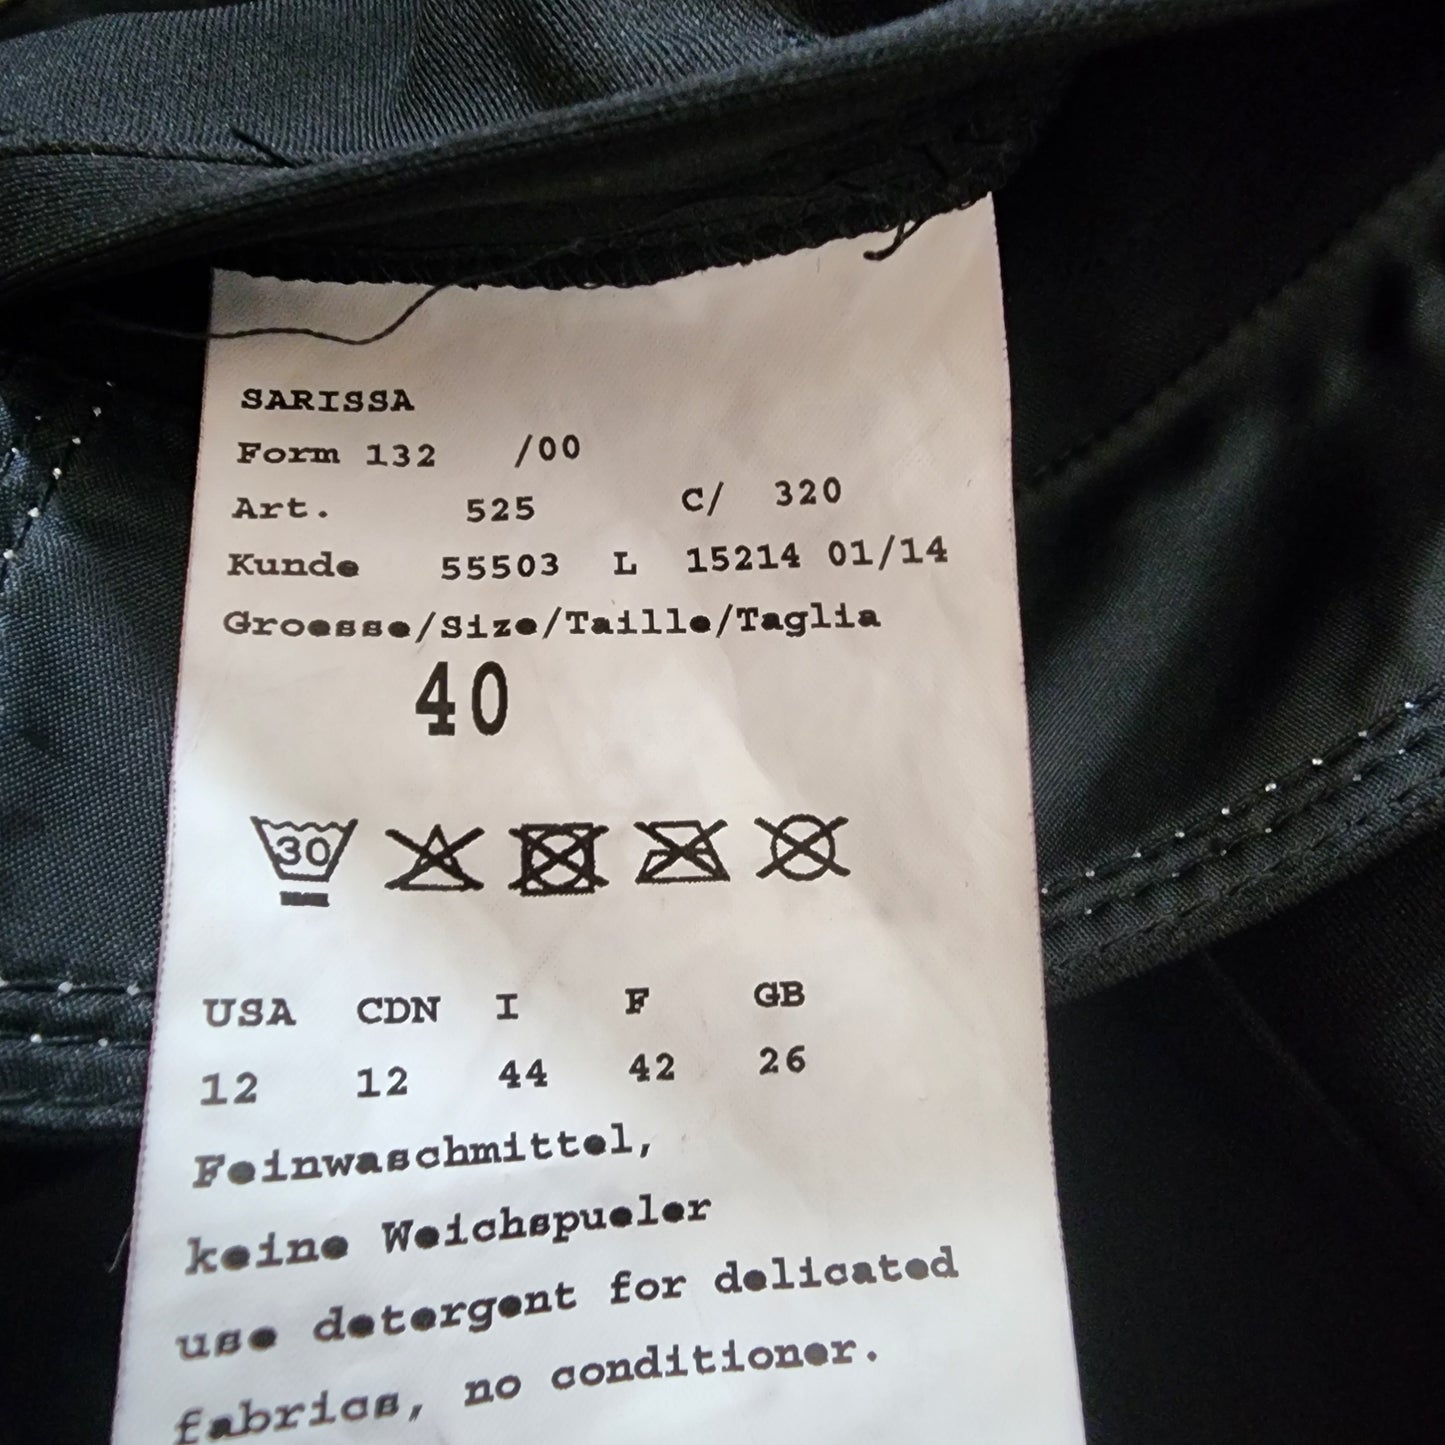 SARISSA
Form 132 /00
Art. 525 C/ 320
Kunde 55503 L 15214 01/14
Groesse/Size/Taille/Taglia
40
30
USA CDN I F GB
12 12 44 42 26
Feinwaschmittel,
keine Weichspueler
use detergent for delicated
fabrics, no conditioner.